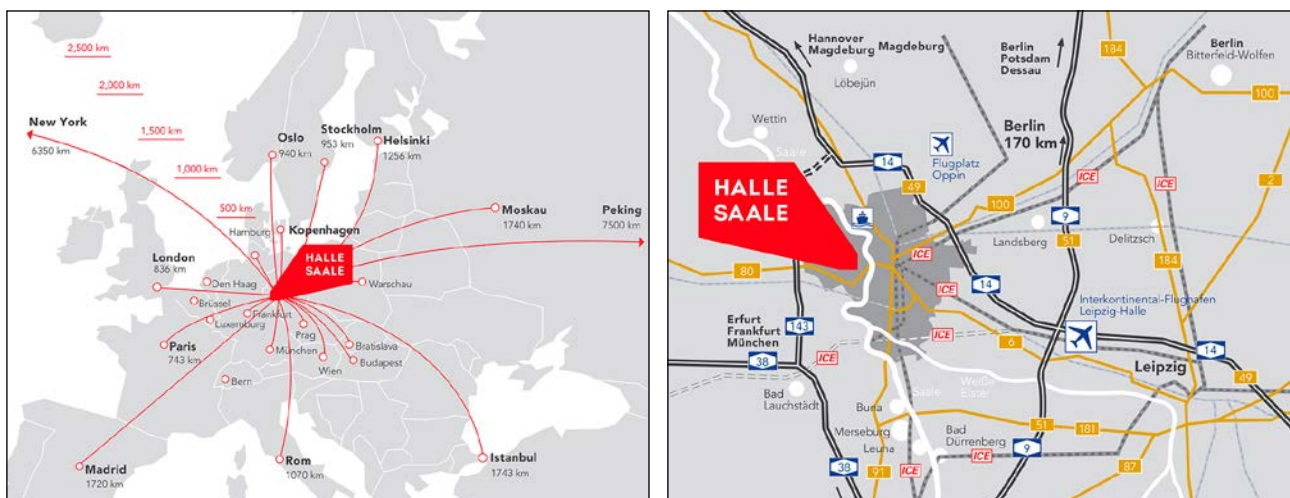 2,500 km
2,000 km
1,500 km
1,000 km
500 km
New York
6350 km
Oslo
940 km
Stockholm
953 km
Helsinki
1256 km
Moskau
1740 km
Peking
7500 km
Hamburg
Kopenhagen
HALLE
SAALE
London
836 km
Den Haag
Warschau
Brüssel
Frankfurt
Luxemburg
Prag
Paris
743 km
München
Bratislava
Wien
Budapest
Bern
Madrid
1720 km
Rom
1070 km
Istanbul
1743 km
Hannover
Magdeburg Magdeburg
Löbejün
Berlin
Potsdam
Dessau
184
Berlin
Bitterfeld-Wolfen
100
Wettin
Saale
Berlin
170 km
Flugplatz
Oppin
14
49
ICE
ICE
2
HALLE
SAALE
100
9
51
Landsberg
Delitzsch
ICE
184
80
14
ICE
Interkontinental-Flughafen
Leipzig-Halle
Erfurt
Frankfurt
München
143
ICE
38
ICE
6
14
Leipzig
49
Bad
Lauchstädt
Saale
Weiße
Elster
Buna
Merseburg
Leuna
51
181
Bad
Dürrenberg
9
38
91
ICE
ICE
87